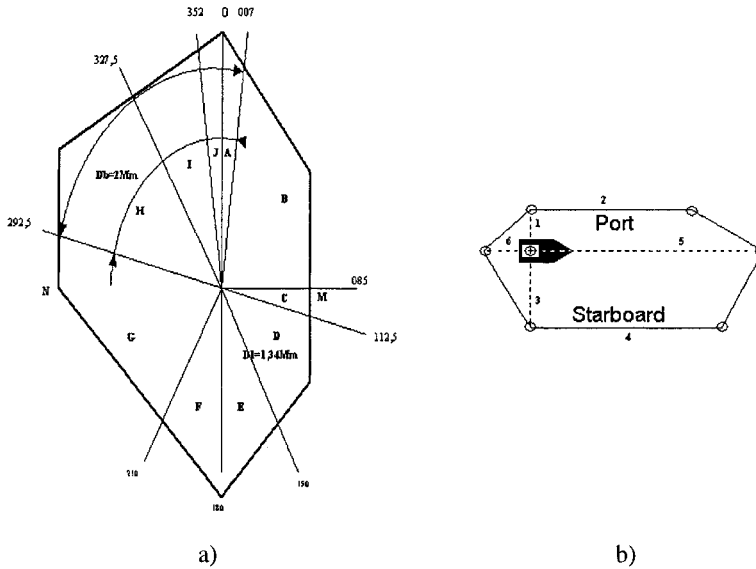 352 0 007
327,5
J A
I
Db=2Mm
B
H
292,5
N
085
C M
D
112,5
G
D1=1,34Mm
F E
210
150
180
a)
2
1 Port
6 5
3
Starboard
4
b)